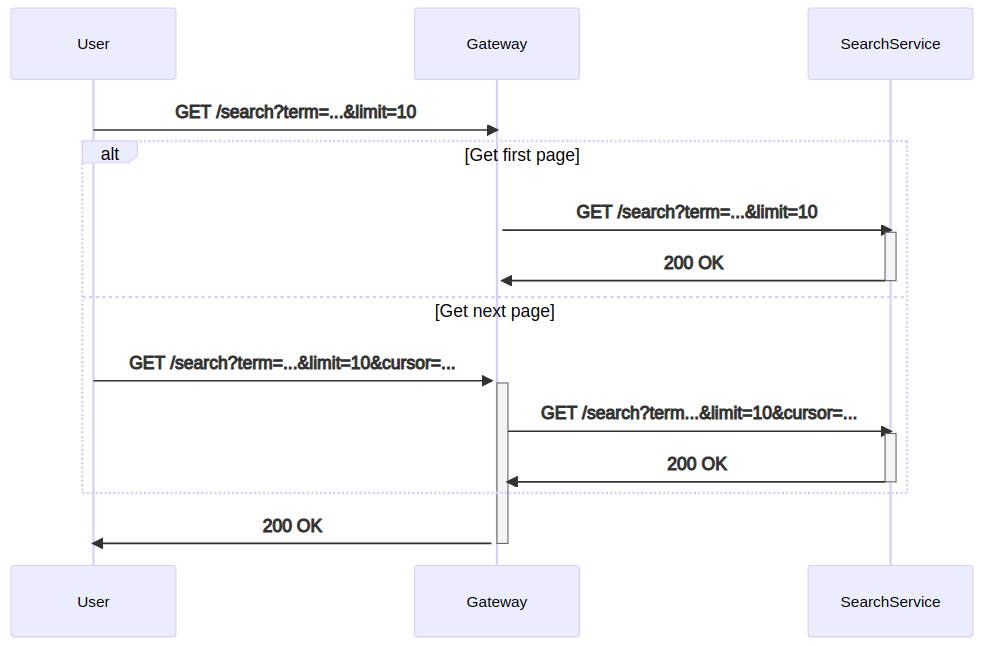 User
Gateway
SearchService
GET /search?term=...&limit=10
alt
[Get first page]
GET /search?term=...&limit=10
200 OK
[Get next page]
GET /search?term=...&limit=10&cursor=...
GET /search?term...&limit=10&cursor=...
200 OK
200 OK
User
Gateway
SearchService